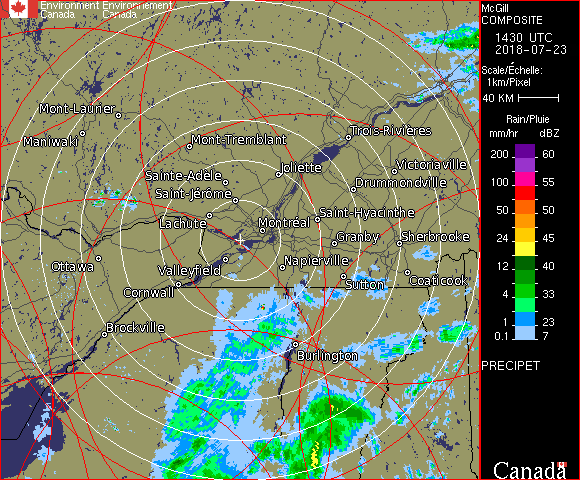 Environment Environnement
Canada Canada
McGill
COMPOSITE
1430 UTC
2018-07-23
Scale/Échelle:
1km/Pixel
40 KM
Rain/Pluie
mm/hr dBZ
200 60
100 55
50 50
24 45
12 40
4 33
1 23
0.1 7
PRECIPET
Canada
Mont-Laurier
Maniwaki
Mont-Tremblant
Trois-Rivières
Joliette
Victoriaville
Sainte-Adèle
Drummondville
Saint-Jérôme
Saint-Hyacinthe
Lachute
Montréal
Granby
Sherbrooke
Ottawa
Valleyfield
Napierville
Cornwall
Sutton
Coaticook
Brockville
Burlington